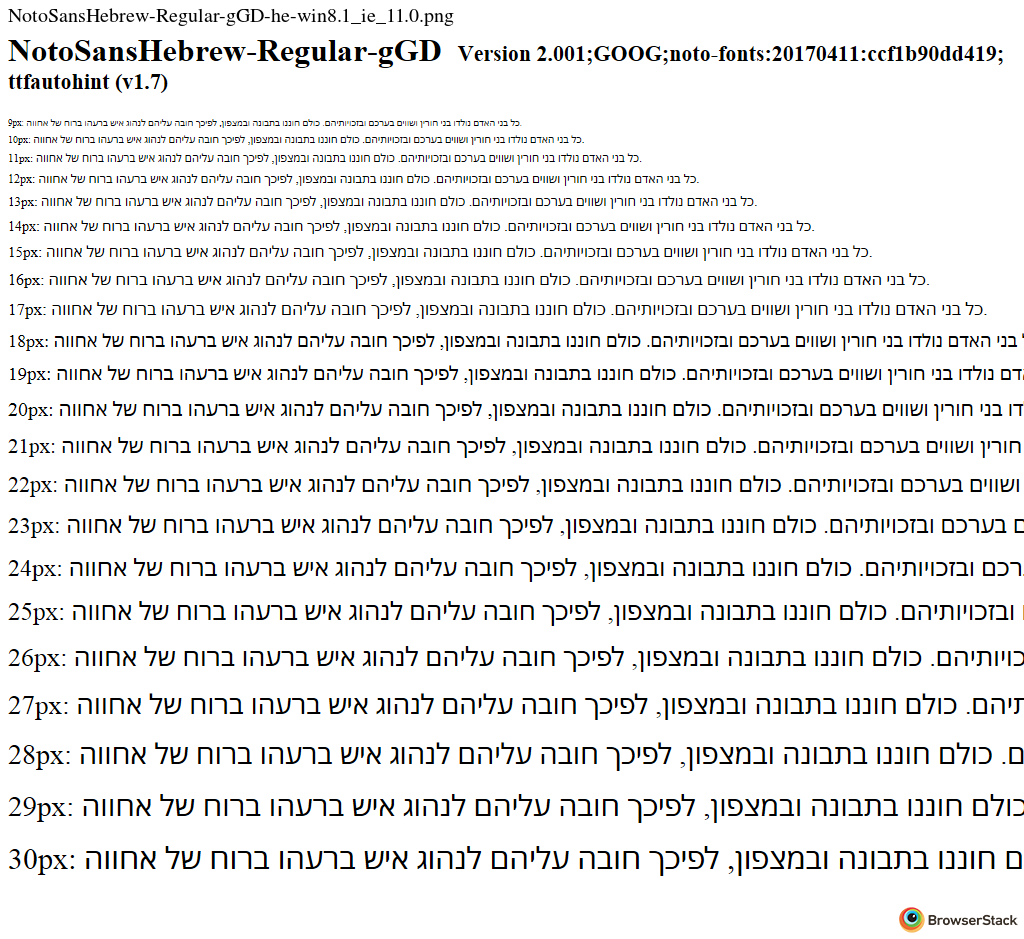 NotoSansHebrew-Regular-gGD-he-win8.1_ie_11.0.png
NotoSansHebrew-Regular-gGD Version 2.001;GOOG;noto-fonts:20170411:ccf1b90dd419;
ttfautohint (v1.7)
9px: כל בני האדם נולדו בני חורין ושווים בערכם ובזכויותיהם. כולם חוננו בתבונה ובמצפון, לפיכך חובה עליהם לנהוג איש ברעהו ברוח של אחווה.
10px: כל בני האדם נולדו בני חורין ושווים בערכם ובזכויותיהם. כולם חוננו בתבונה ובמצפון, לפיכך חובה עליהם לנהוג איש ברעהו ברוח של אחווה.
11px: כל בני האדם נולדו בני חורין ושווים בערכם ובזכויותיהם. כולם חוננו בתבונה ובמצפון, לפיכך חובה עליהם לנהוג איש ברעהו ברוח של אחווה.
12px: כל בני האדם נולדו בני חורין ושווים בערכם ובזכויותיהם. כולם חוננו בתבונה ובמצפון, לפיכך חובה עליהם לנהוג איש ברעהו ברוח של אחווה.
13px: כל בני האדם נולדו בני חורין ושווים בערכם ובזכויותיהם. כולם חוננו בתבונה ובמצפון, לפיכך חובה עליהם לנהוג איש ברעהו ברוח של אחווה.
14px: כל בני האדם נולדו בני חורין ושווים בערכם ובזכויותיהם. כולם חוננו בתבונה ובמצפון, לפיכך חובה עליהם לנהוג איש ברעהו ברוח של אחווה.
15px: כל בני האדם נולדו בני חורין ושווים בערכם ובזכויותיהם. כולם חוננו בתבונה ובמצפון, לפיכך חובה עליהם לנהוג איש ברעהו ברוח של אחווה.
16px: כל בני האדם נולדו בני חורין ושווים בערכם ובזכויותיהם. כולם חוננו בתבונה ובמצפון, לפיכך חובה עליהם לנהוג איש ברעהו ברוח של אחווה.
17px: כל בני האדם נולדו בני חורין ושווים בערכם ובזכויותיהם. כולם חוננו בתבונה ובמצפון, לפיכך חובה עליהם לנהוג איש ברעהו ברוח של אחווה.
18px: בני האדם נולדו בני חורין ושווים בערכם ובזכויותיהם. כולם חוננו בתבונה ובמצפון, לפיכך חובה עליהם לנהוג איש ברעהו ברוח של אחווה
19px: דם נולדו בני חורין ושווים בערכם ובזכויותיהם. כולם חוננו בתבונה ובמצפון, לפיכך חובה עליהם לנהוג איש ברעהו ברוח של אחווה
20px: דו בני חורין ושווים בערכם ובזכויותיהם. כולם חוננו בתבונה ובמצפון, לפיכך חובה עליהם לנהוג איש ברעהו ברוח של אחווה
21px: חורין ושווים בערכם ובזכויותיהם. כולם חוננו בתבונה ובמצפון, לפיכך חובה עליהם לנהוג איש ברעהו ברוח של אחווה
22px: ושווים בערכם ובזכויותיהם. כולם חוננו בתבונה ובמצפון, לפיכך חובה עליהם לנהוג איש ברעהו ברוח של אחווה
23px: ם בערכם ובזכויותיהם. כולם חוננו בתבונה ובמצפון, לפיכך חובה עליהם לנהוג איש ברעהו ברוח של אחווה
24px: רכם ובזכויותיהם. כולם חוננו בתבונה ובמצפון, לפיכך חובה עליהם לנהוג איש ברעהו ברוח של אחווה
25px: ובזכויותיהם. כולם חוננו בתבונה ובמצפון, לפיכך חובה עליהם לנהוג איש ברעהו ברוח של אחווה
26px: כויותיהם. כולם חוננו בתבונה ובמצפון, לפיכך חובה עליהם לנהוג איש ברעהו ברוח של אחווה
27px: תיהם. כולם חוננו בתבונה ובמצפון, לפיכך חובה עליהם לנהוג איש ברעהו ברוח של אחווה
28px: ם. כולם חוננו בתבונה ובמצפון, לפיכך חובה עליהם לנהוג איש ברעהו ברוח של אחווה
29px: כולם חוננו בתבונה ובמצפון, לפיכך חובה עליהם לנהוג איש ברעהו ברוח של אחווה
30px: ם חוננו בתבונה ובמצפון, לפיכך חובה עליהם לנהוג איש ברעהו ברוח של אחווה
BrowserStack